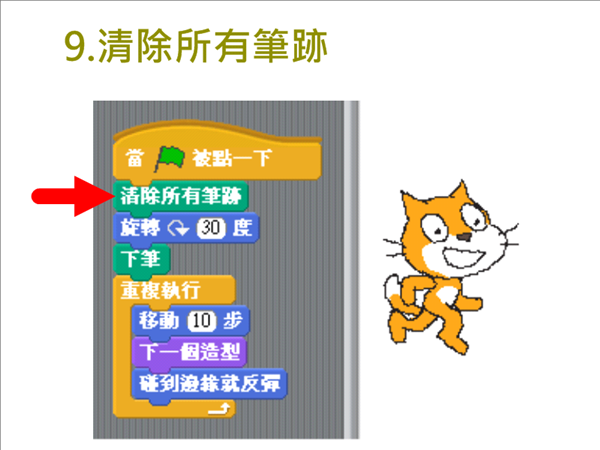 9.清除所有筆跡
當 被點一下
清除所有筆跡
旋轉 30 度
下筆
重複執行
移動 10 步
下一個造型
碰到邊緣就反彈